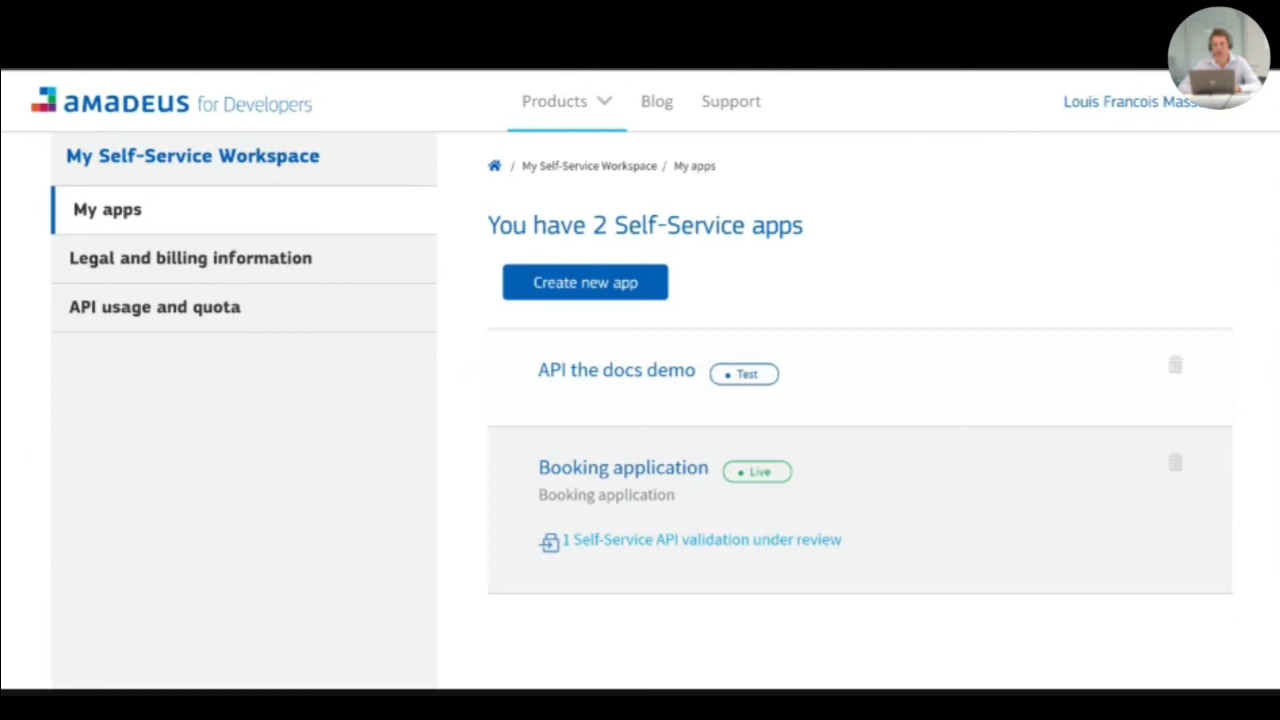 amadeus for Developers
Products
Blog
Support
Louis Francois
My Self-Service Workspace
My apps
Legal and billing information
API usage and quota
/ My Self-Service Workspace / My apps
You have 2 Self-Service apps
Create new app
API the docs demo
• Test
Booking application
• Live
Booking application
1 Self-Service API validation under review